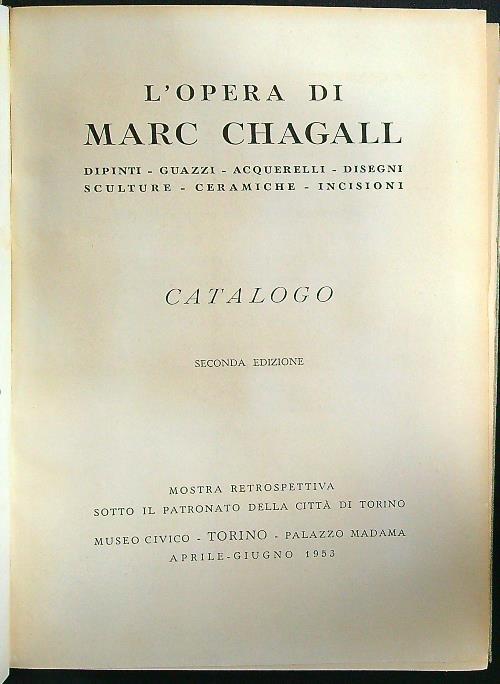 L'OPERA DI
MARC CHAGALL
DIPINTI - GUAZZI - ACQUERELLI - DISEGNI
SCULTURE - CERAMICHE - INCISIONI
CATALOGO
SECONDA EDIZIONE
MOSTRA RETROSPETTIVA
SOTTO IL PATRONATO DELLA CITTÀ DI TORINO
MUSEO CIVICO - TORINO - PALAZZO MADAMA
APRILE-GIUGNO 1953